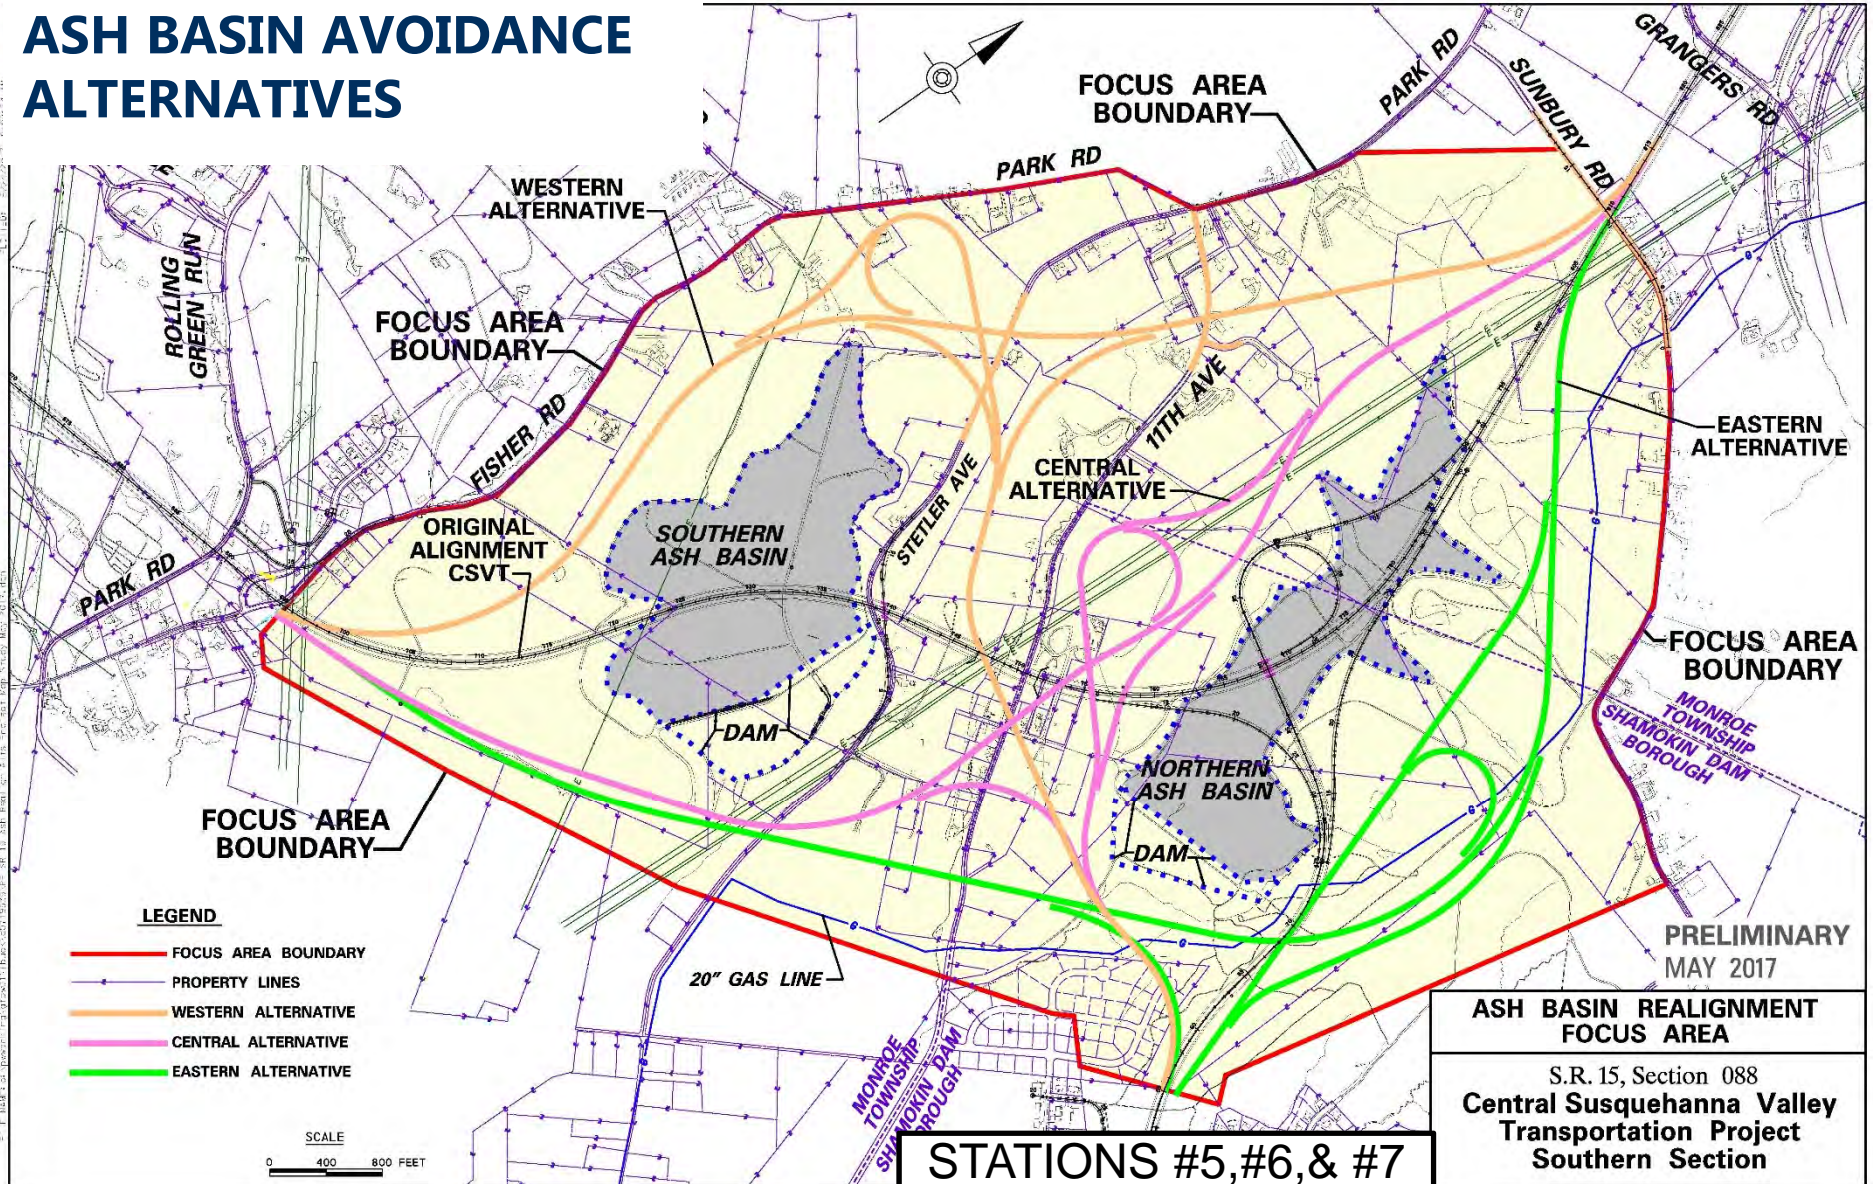 ASH BASIN AVOIDANCE
ALTERNATIVES
FOCUS AREA
BOUNDARY
PARK RD
SUNBURY RD
GRANGERS RD
PARK RD
WESTERN
ALTERNATIVE
ROLLING
GREEN RUN
FOCUS AREA
BOUNDARY
FISHER RD
11TH AVE
EASTERN
ALTERNATIVE
CENTRAL
ALTERNATIVE
STETLER AVE
ORIGINAL
ALIGNMENT
CSVT
SOUTHERN
ASH BASIN
PARK RD
FOCUS AREA
BOUNDARY
MONROE
TOWNSHIP
SHAMOKIN DAM
BOROUGH
DAM
NORTHERN
ASH BASIN
DAM
FOCUS AREA
BOUNDARY
20" GAS LINE
LEGEND
FOCUS AREA BOUNDARY
PROPERTY LINES
WESTERN ALTERNATIVE
CENTRAL ALTERNATIVE
EASTERN ALTERNATIVE
SCALE
0 400 800 FEET
MONROE
TOWNSHIP
SHAMOKIN DAM
PRELIMINARY
MAY 2017
ASH BASIN REALIGNMENT
FOCUS AREA
S.R. 15, Section 088
Central Susquehanna Valley
Transportation Project
Southern Section
STATIONS #5,#6,& #7